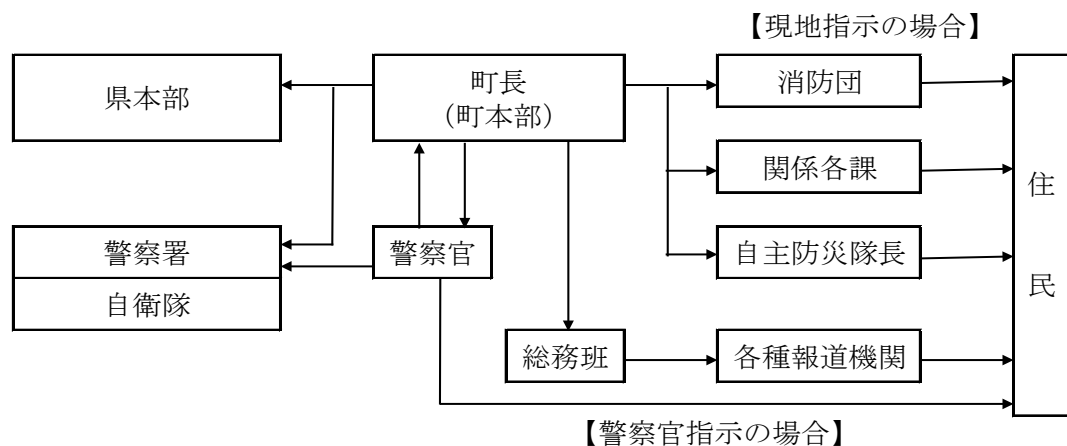 【現地指示の場合】
県本部
町長
(町本部)
消防団
関係各課
住
民
警察署
自衛隊
警察官
自主防災隊長
総務班
各種報道機関
【警察官指示の場合】